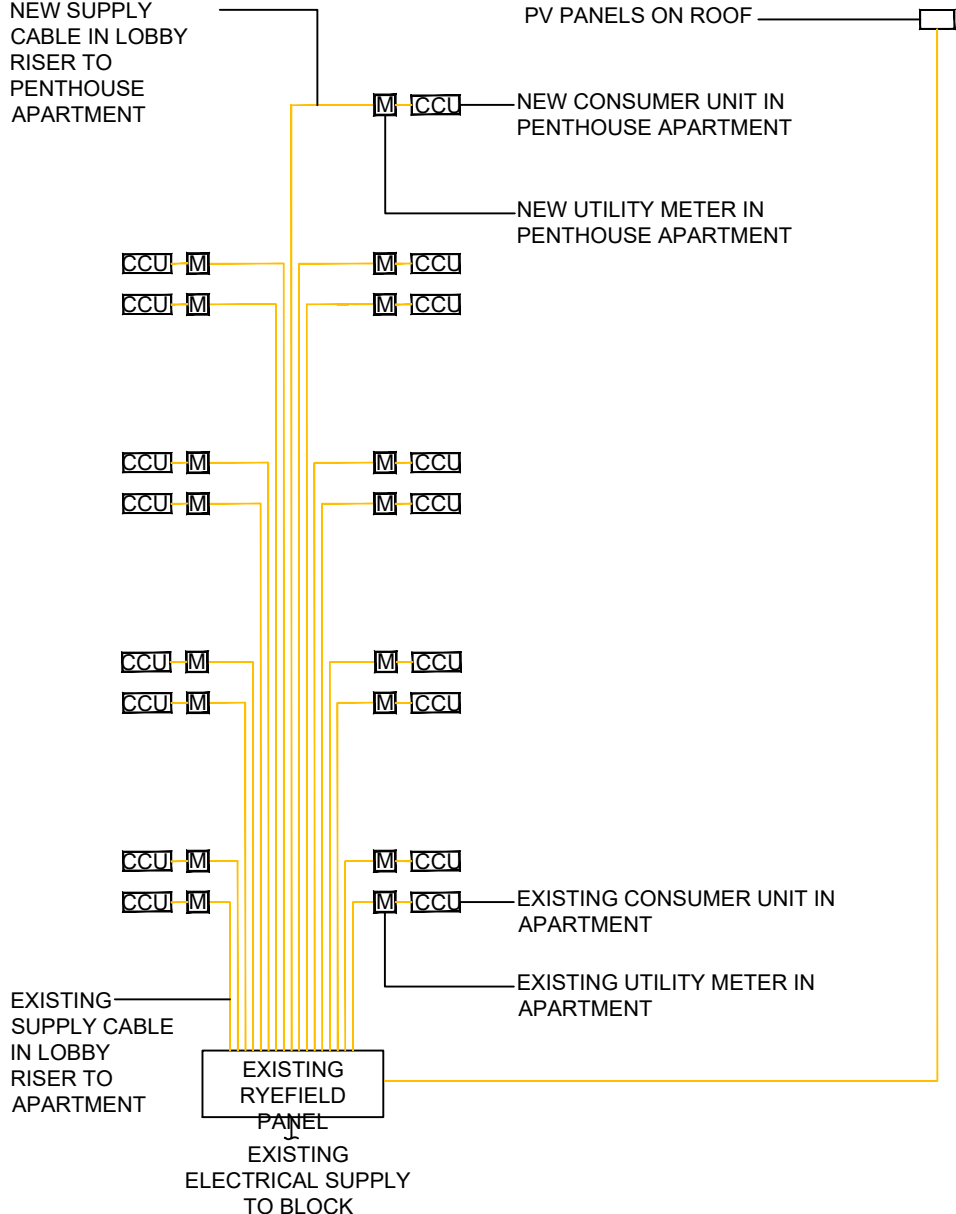 NEW SUPPLY
CABLE IN LOBBY
RISER TO
PENTHOUSE
APARTMENT
PV PANELS ON ROOF
M CCU
NEW CONSUMER UNIT IN
PENTHOUSE APARTMENT
NEW UTILITY METER IN
PENTHOUSE APARTMENT
CCU M M CCU
CCU M M CCU
CCU M M CCU
CCU M M CCU
CCU M M CCU
CCU M M CCU
CCU M M CCU
CCU M M CCU
EXISTING CONSUMER UNIT IN
APARTMENT
EXISTING UTILITY METER IN
APARTMENT
EXISTING
SUPPLY CABLE
IN LOBBY
RISER TO
APARTMENT
EXISTING
RYEFIELD
PANEL
EXISTING
ELECTRICAL SUPPLY
TO BLOCK